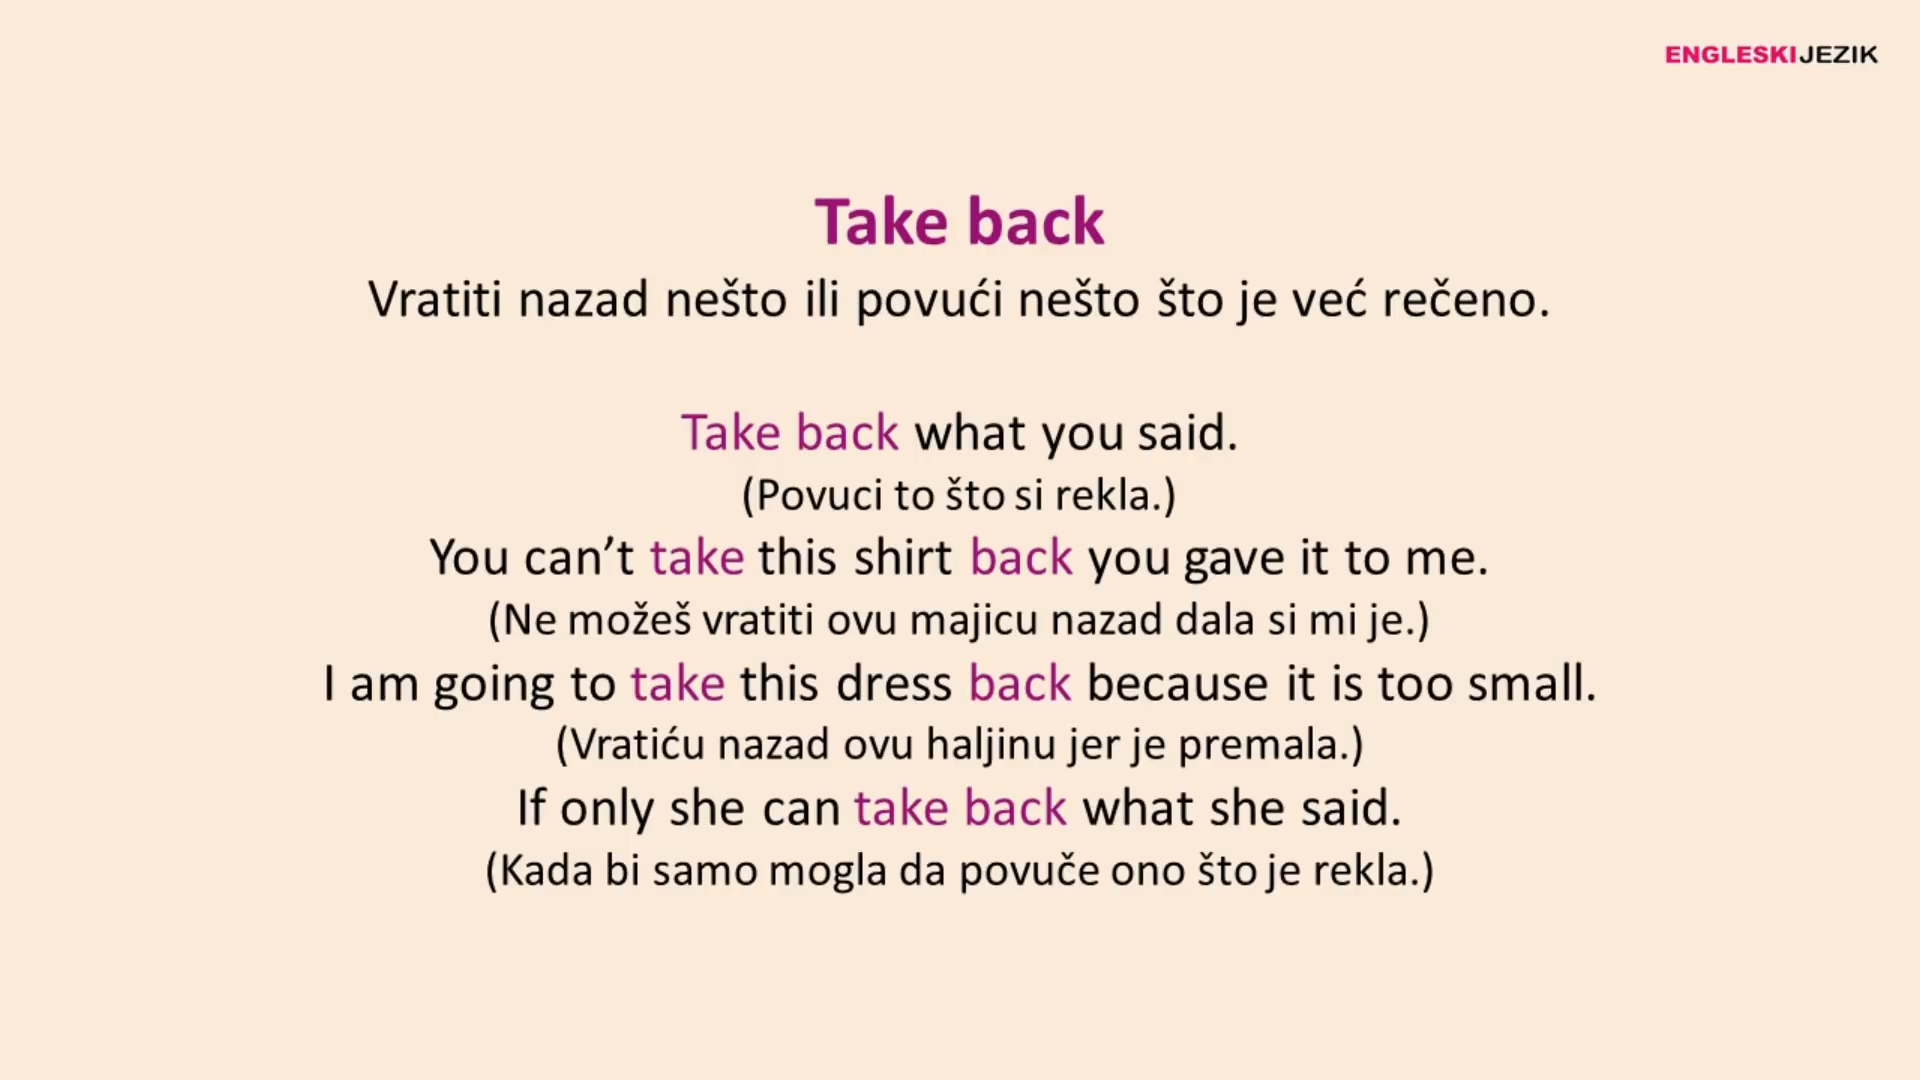 ENGLESKIJEZIK
Take back
Vratiti nazad nešto ili povući nešto što je već rečeno.
Take back what you said.
(Povuci to što si rekla.)
You can’t take this shirt back you gave it to me.
(Ne možeš vratiti ovu majicu nazad dala si mi je.)
I am going to take this dress back because it is too small.
(Vratiću nazad ovu haljinu jer je premala.)
If only she can take back what she said.
(Kada bi samo mogla da povuče ono što je rekla.)